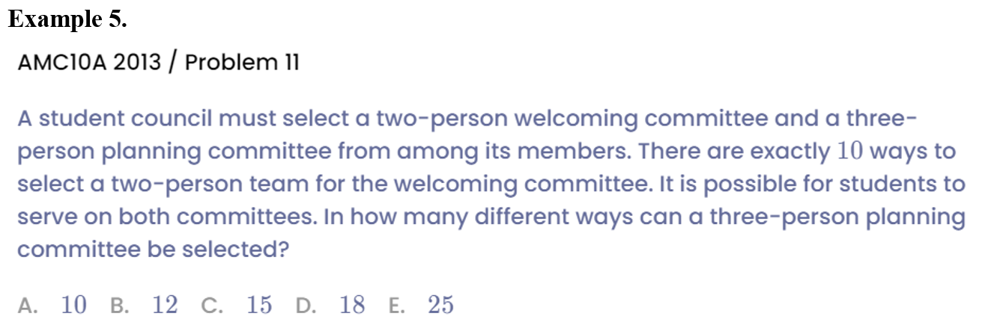 Example 5.
AMC10A 2013 / Problem 11
A student council must select a two-person welcoming committee and a three-
person planning committee from among its members. There are exactly 10 ways to
select a two-person team for the welcoming committee. It is possible for students to
serve on both committees. In how many different ways can a three-person planning
committee be selected?
A. 10 B. 12 C. 15 D. 18 E. 25